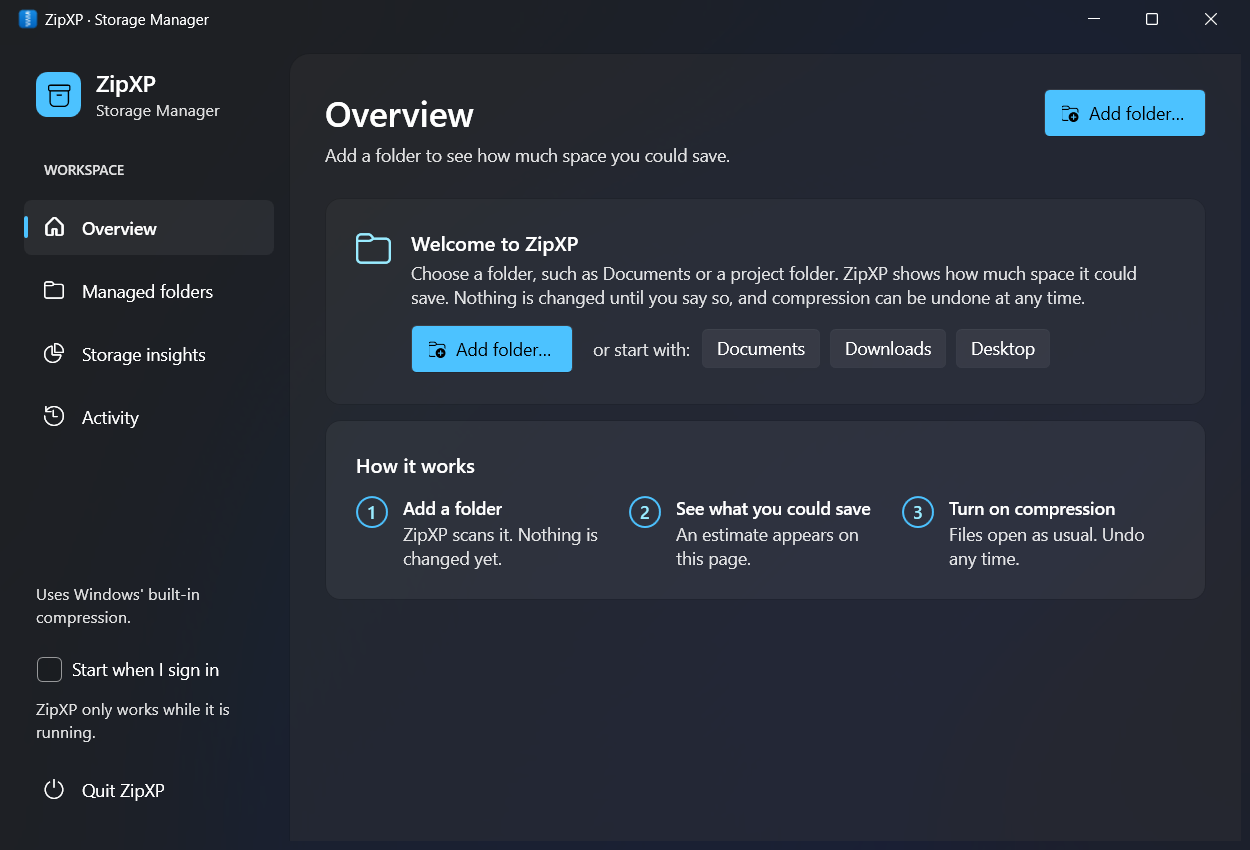 ZipXP · Storage Manager
ZipXP
Storage Manager
WORKSPACE
Overview
Managed folders
Storage insights
Activity
Uses Windows' built-in
compression.
Start when I sign in
ZipXP only works while it is
running.
Quit ZipXP
Overview
Add a folder to see how much space you could save.
Add folder...
Welcome to ZipXP
Choose a folder, such as Documents or a project folder. ZipXP shows how much space it could
save. Nothing is changed until you say so, and compression can be undone at any time.
Add folder... or start with: Documents Downloads Desktop
How it works
1 Add a folder
ZipXP scans it. Nothing is
changed yet.
2 See what you could save
An estimate appears on
this page.
3 Turn on compression
Files open as usual. Undo
any time.